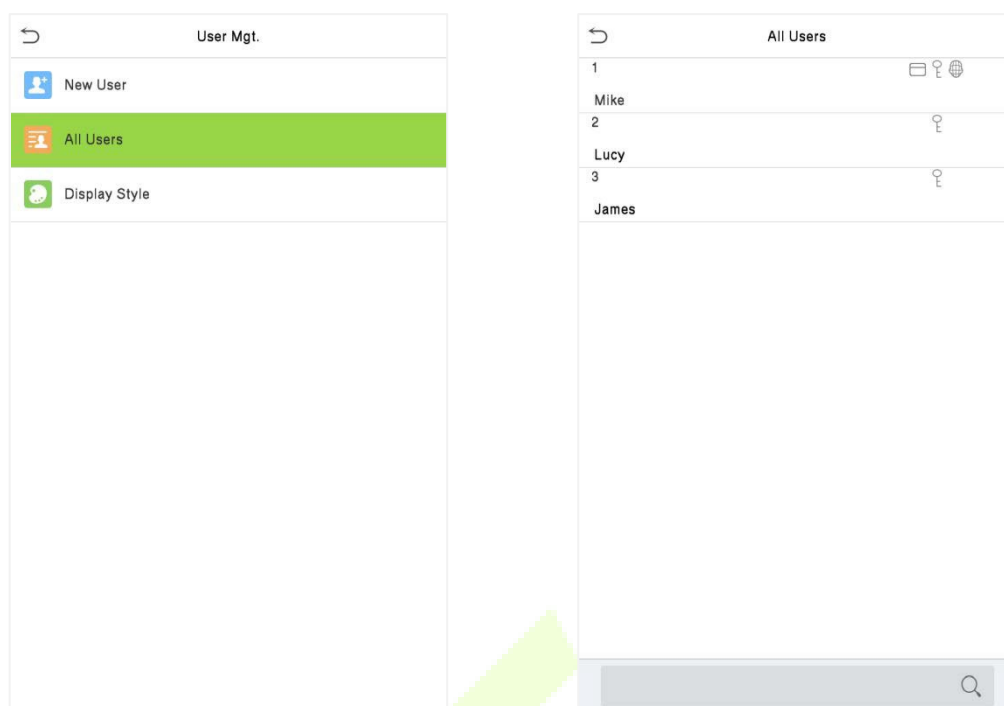 User Mgt.
New User
All Users
Display Style
All Users
1
Mike
2
Lucy
3
James